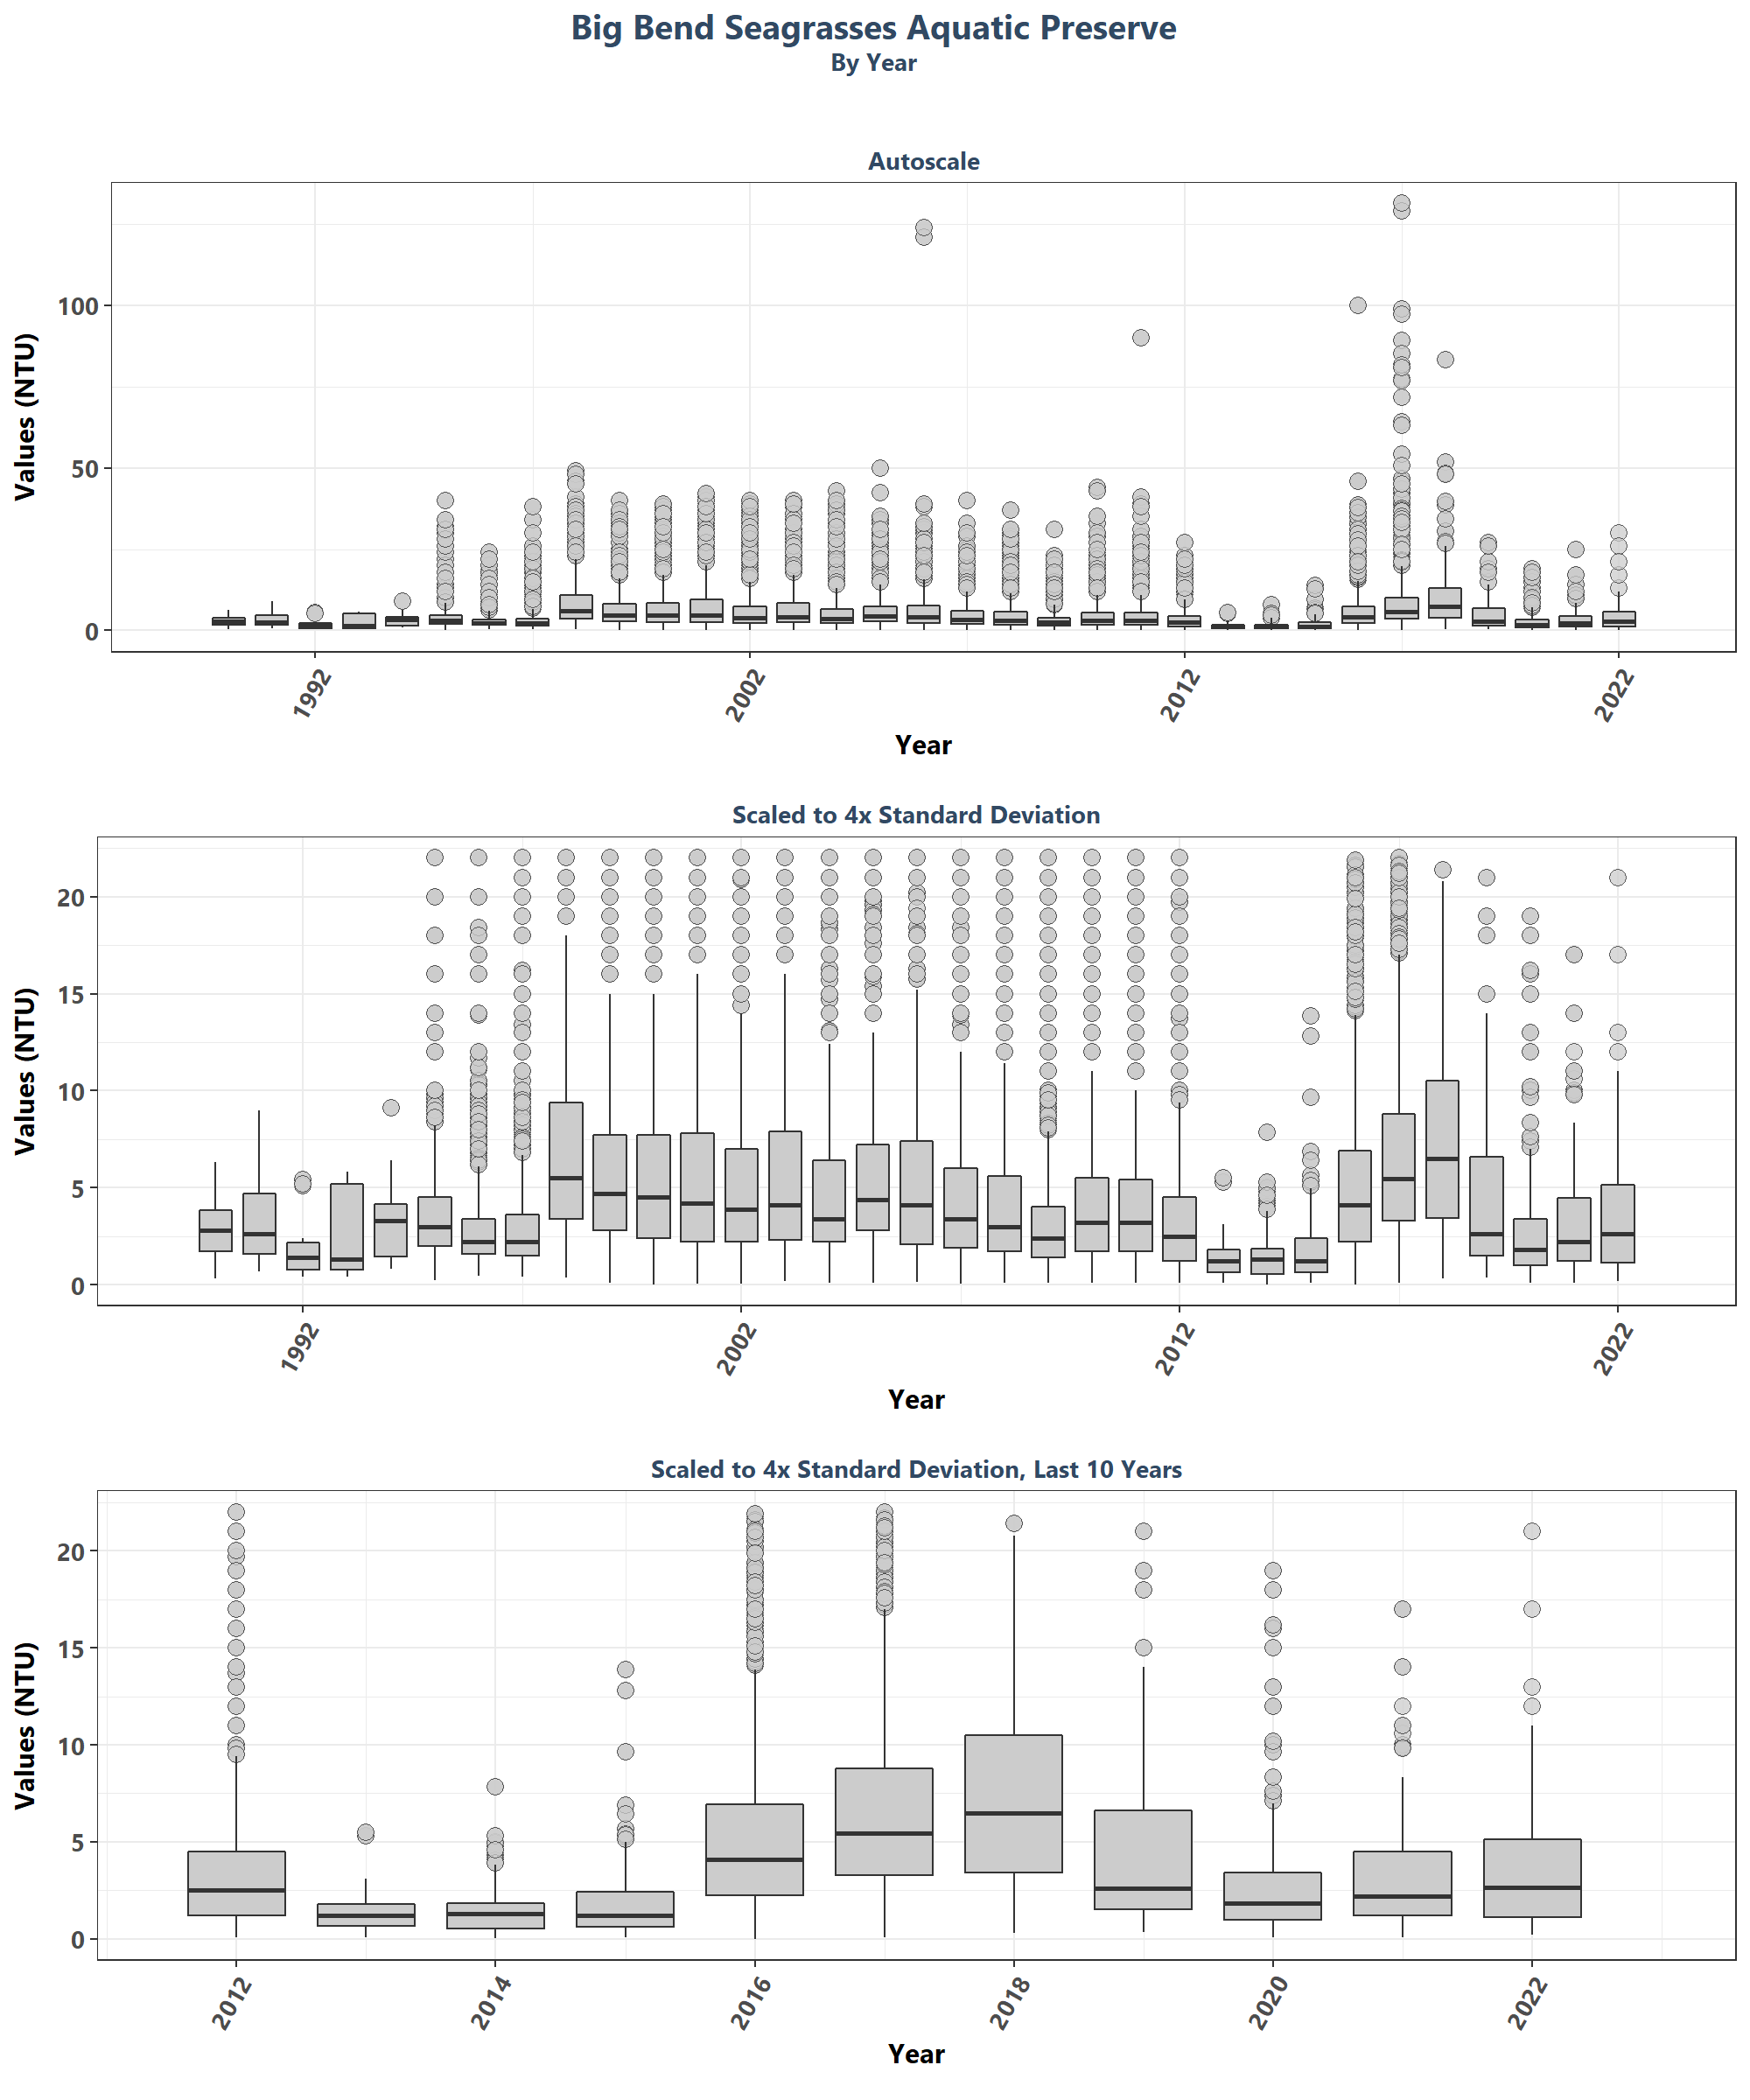 Big Bend Seagrasses Aquatic Preserve
By Year
Autoscale
Values (NTU)
100
50
0
1992
2002
2012
2022
Year
Scaled to 4x Standard Deviation
Values (NTU)
20
15
10
5
0
1992
2002
2012
2022
Year
Scaled to 4x Standard Deviation, Last 10 Years
Values (NTU)
20
15
10
5
0
2012
2014
2016
2018
2020
2022
Year